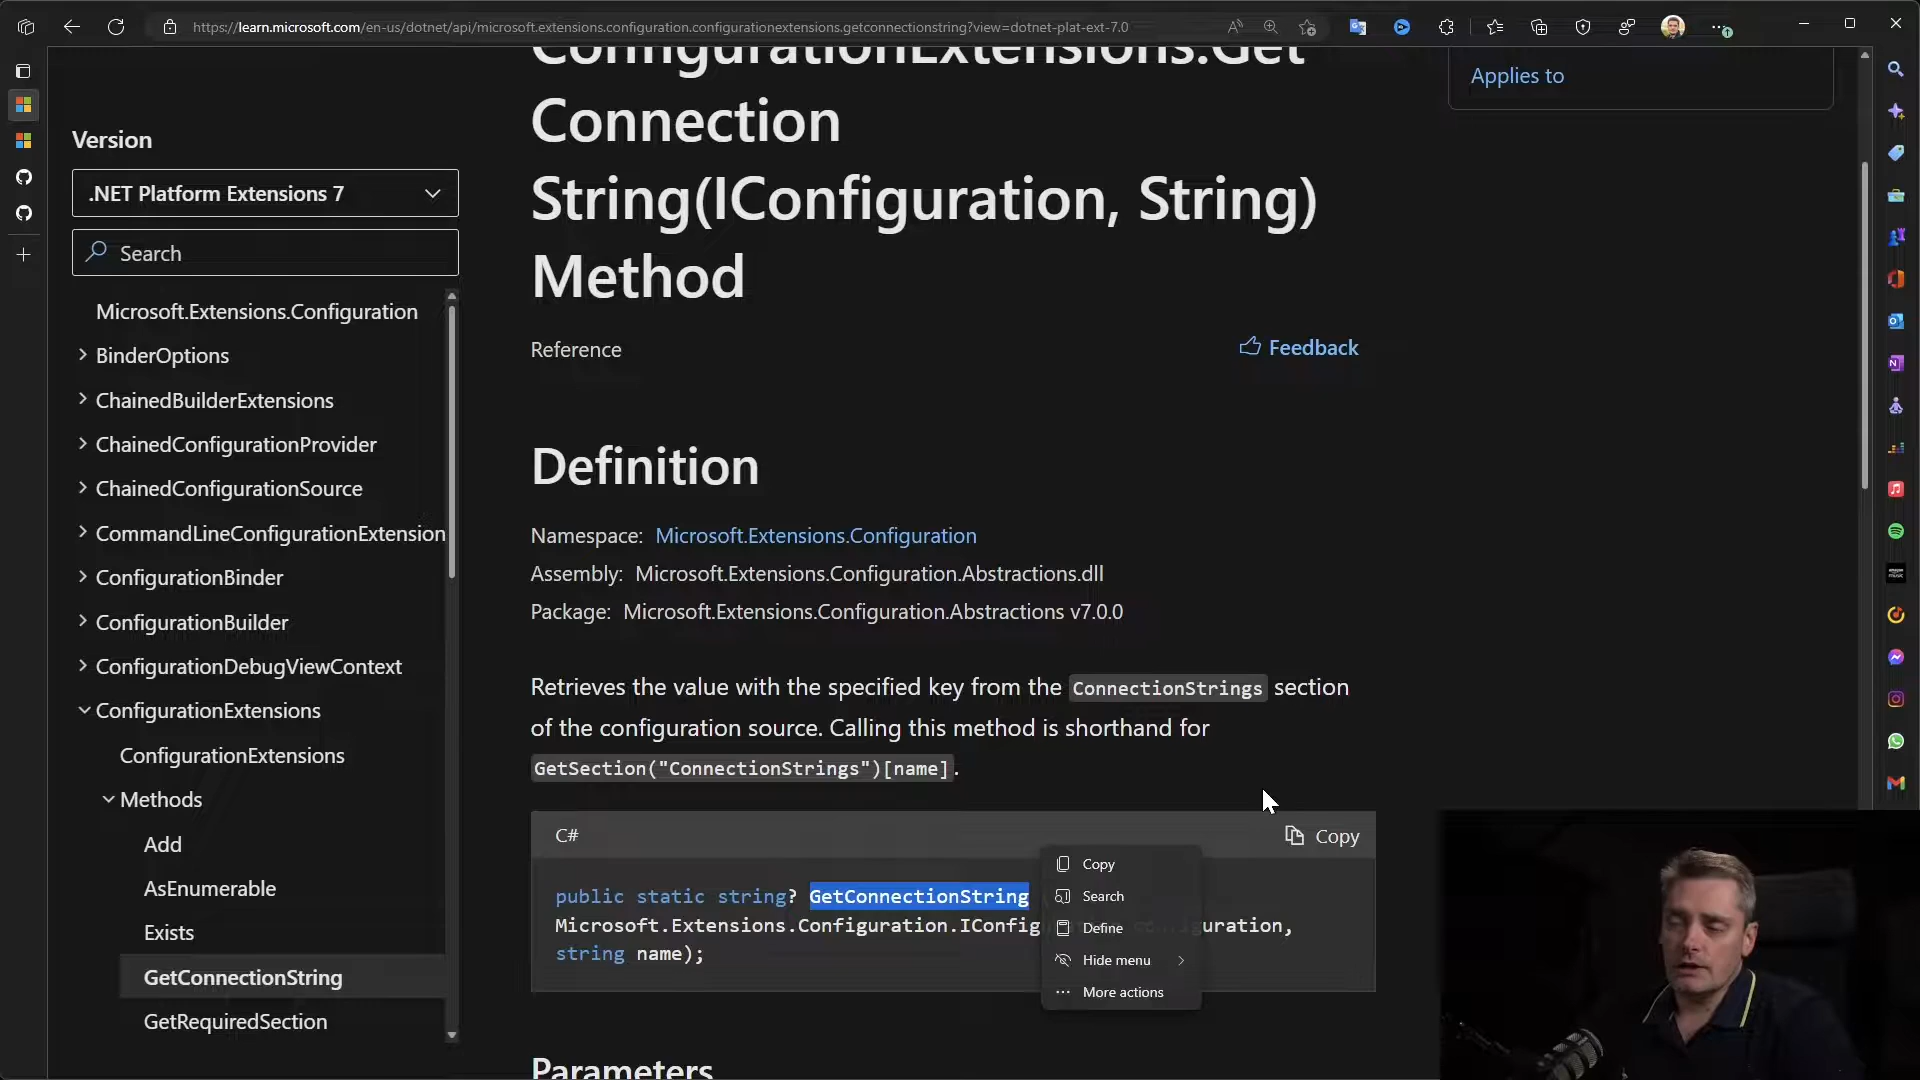 https://learn.microsoft.com/en-us/dotnet/api/microsoft.extensions.configuration.configurationextensions.getconnectionstring?view=dotnet-plat-ext-7.0
Version
.NET Platform Extensions 7
Search
Microsoft.Extensions.Configuration
BinderOptions
ChainedBuilderExtensions
ChainedConfigurationProvider
ChainedConfigurationSource
CommandLineConfigurationExtension
ConfigurationBinder
ConfigurationBuilder
ConfigurationDebugViewContext
ConfigurationExtensions
ConfigurationExtensions
Methods
Add
AsEnumerable
Exists
GetConnectionString
GetRequiredSection
ConfigurationExtensions.Get
Connection
String(IConfiguration, String)
Method
Reference
Feedback
Definition
Namespace: Microsoft.Extensions.Configuration
Assembly: Microsoft.Extensions.Configuration.Abstractions.dll
Package: Microsoft.Extensions.Configuration.Abstractions v7.0.0
Retrieves the value with the specified key from the ConnectionStrings section
of the configuration source. Calling this method is shorthand for
GetSection("ConnectionStrings")[name].
C#
Copy
public static string? GetConnectionString
Microsoft.Extensions.Configuration.IConfig guration,
string name);
Copy
Search
Define
Hide menu
More actions
Parameters
Applies to